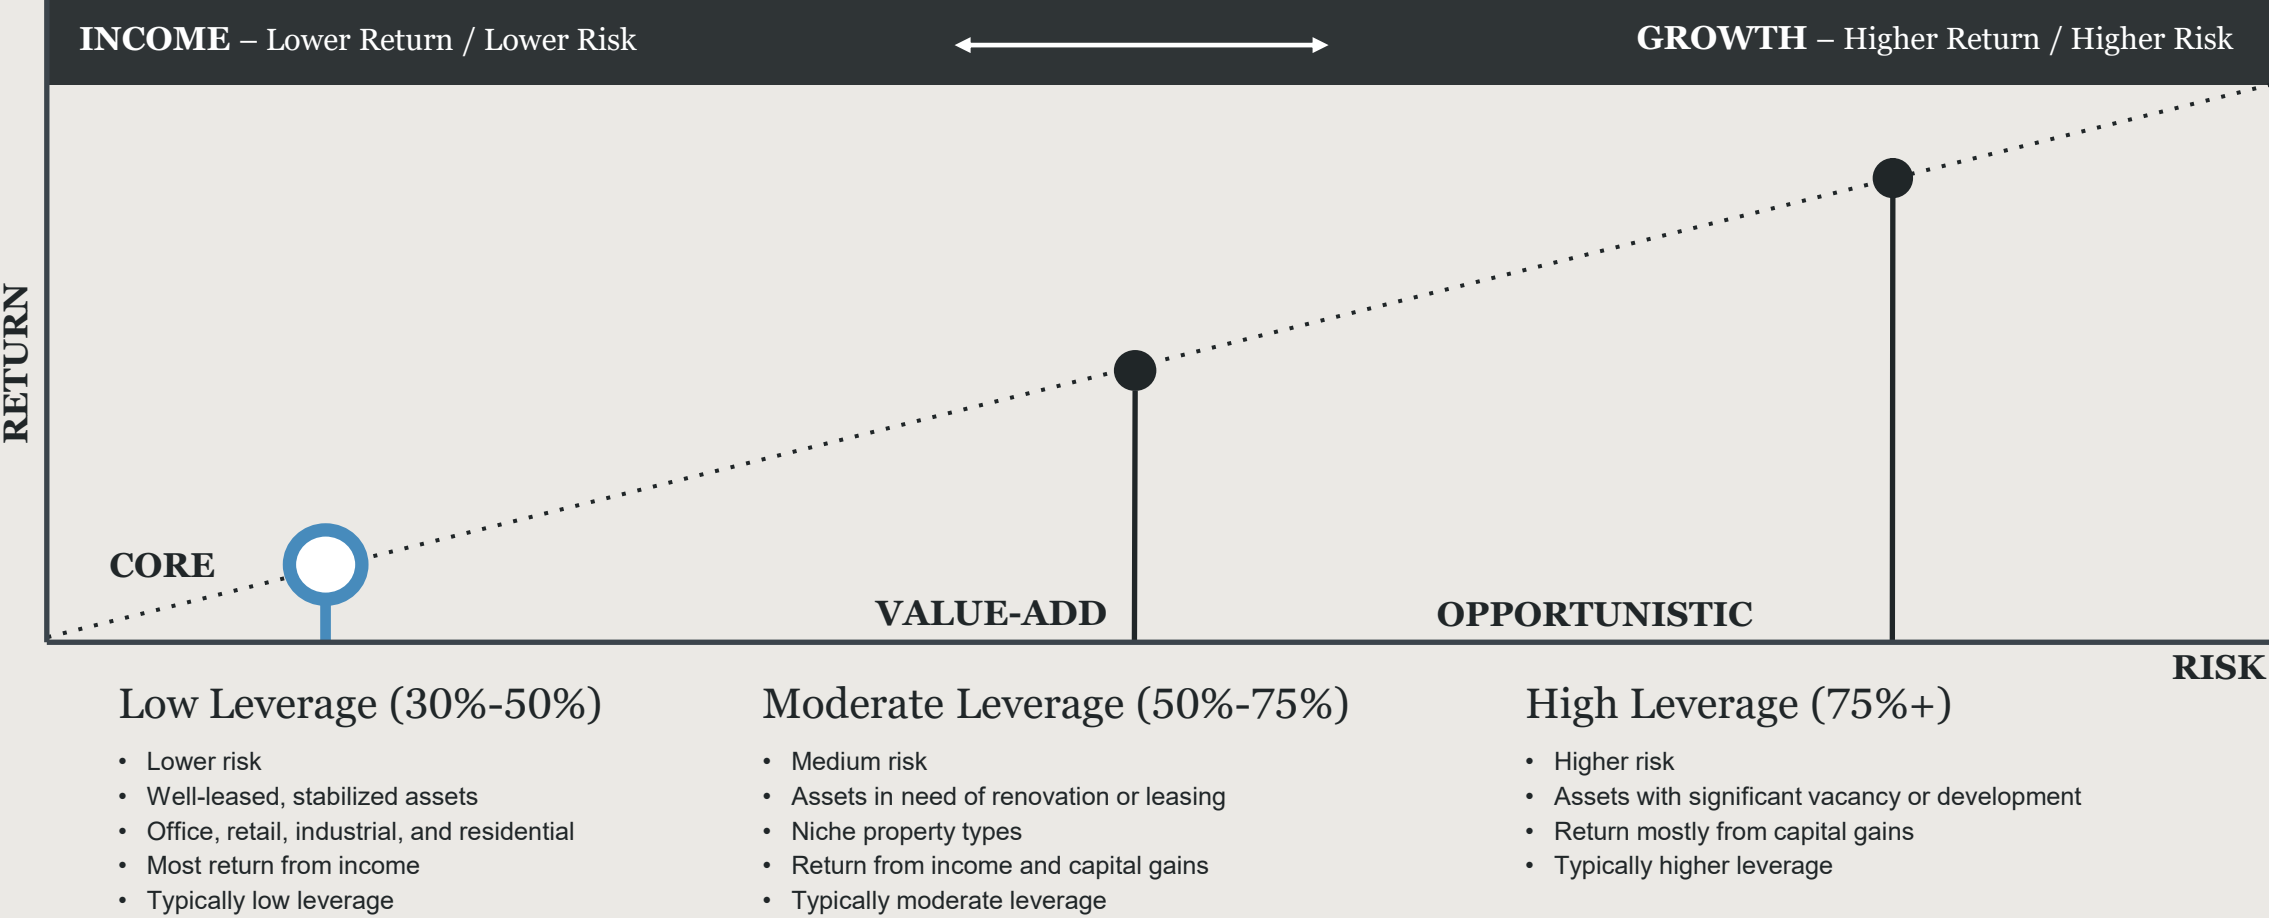 INCOME – Lower Return / Lower Risk
GROWTH – Higher Return / Higher Risk
RETURN
CORE
VALUE-ADD
OPPORTUNISTIC
RISK
Low Leverage (30%-50%)
• Lower risk
• Well-leased, stabilized assets
• Office, retail, industrial, and residential
• Most return from income
• Typically low leverage
Moderate Leverage (50%-75%)
• Medium risk
• Assets in need of renovation or leasing
• Niche property types
• Return from income and capital gains
• Typically moderate leverage
High Leverage (75%+)
• Higher risk
• Assets with significant vacancy or development
• Return mostly from capital gains
• Typically higher leverage